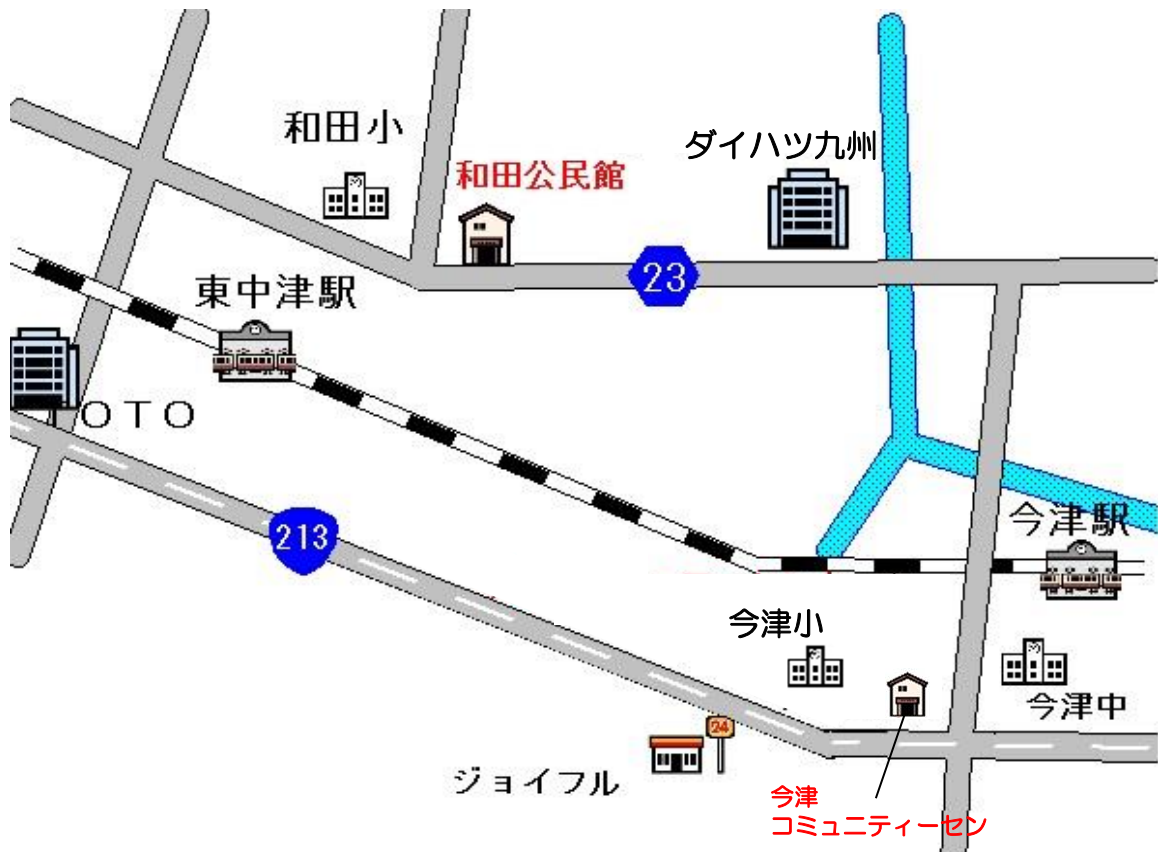 和田小
ダイハツ九州
和田公民館
23
東中津駅
OTO
213
今津駅
今津小
今津中
24
ジョイフル
今津
コミュニティーセン